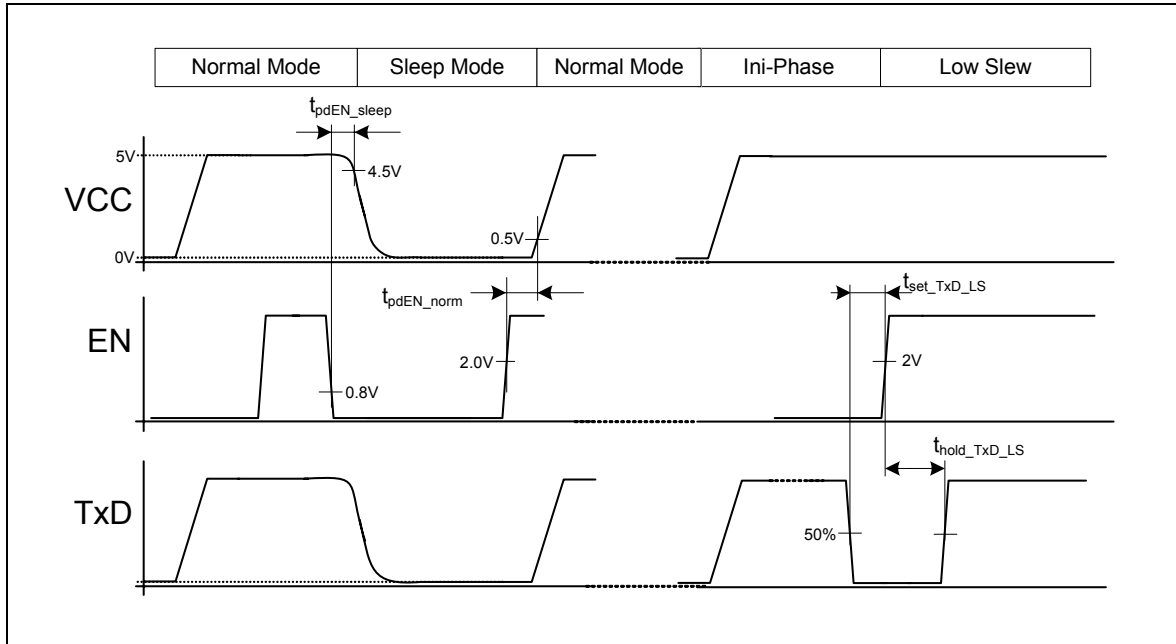 Normal Mode
Sleep Mode
Normal Mode
Ini-Phase
Low Slew
tpdEN_sleep
5V
4.5V
VCC
0.5V
0V
tpdEN_norm
tset_TxD_LS
EN
2.0V
2V
0.8V
thold_TxD_LS
TxD
50%